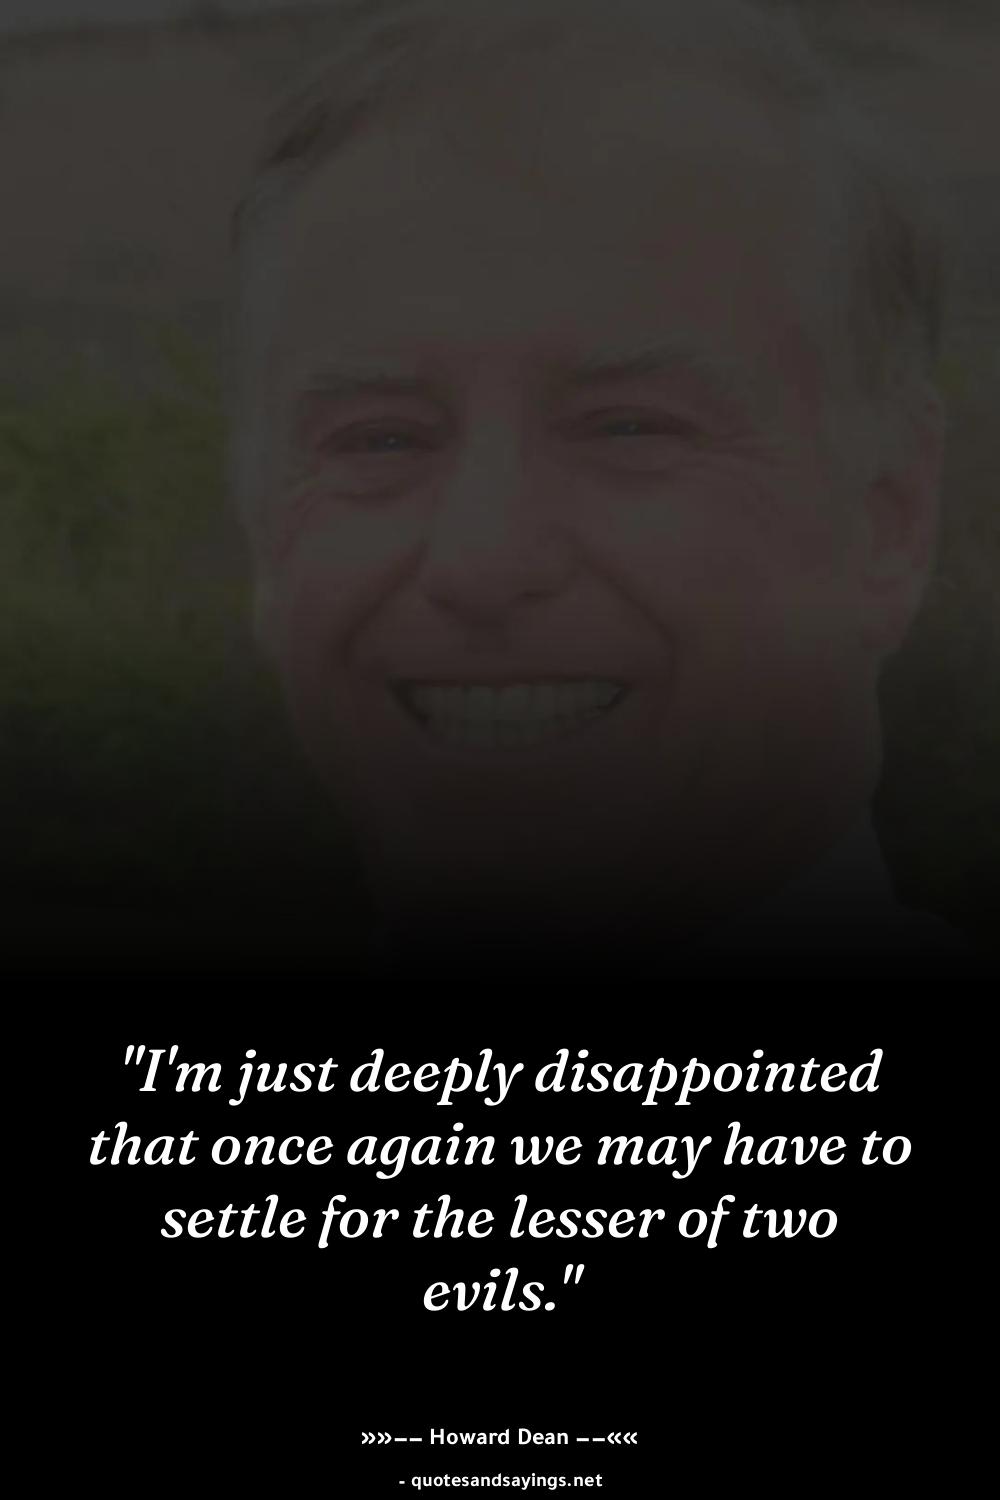 "I'm just deeply disappointed
that once again we may have to
settle for the lesser of two
evils."
»»−− Howard Dean −−««
- quotesandsayings.net